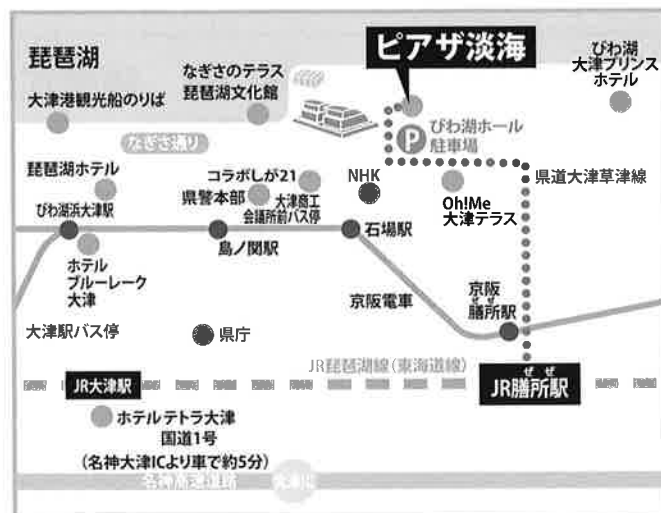 琵琶湖
ピアザ淡海
びわ湖
大津プリンス
ホテル
なぎさのテラス
琵琶湖文化館
大津港観光船のりば
P
びわ湖ホール
駐車場
なぎさ通り
琵琶湖ホテル
コラボしが21
県警本部
大津商工
会議所前バス停
NHK
県道大津草津線
Oh!Me
大津テラス
びわ湖浜大津駅
島ノ関駅
石場駅
ホテル
ブルーレーク
大津
京阪電車
京阪
ぜぜ
膳所駅
大津駅バス停
県庁
JR琵琶湖線(東海道線)
JR大津駅
ぜぜ
JR膳所駅
ホテルテトラ大津
国道1号
(名神大津ICより車で約5分)
名神高速道路
大津IC